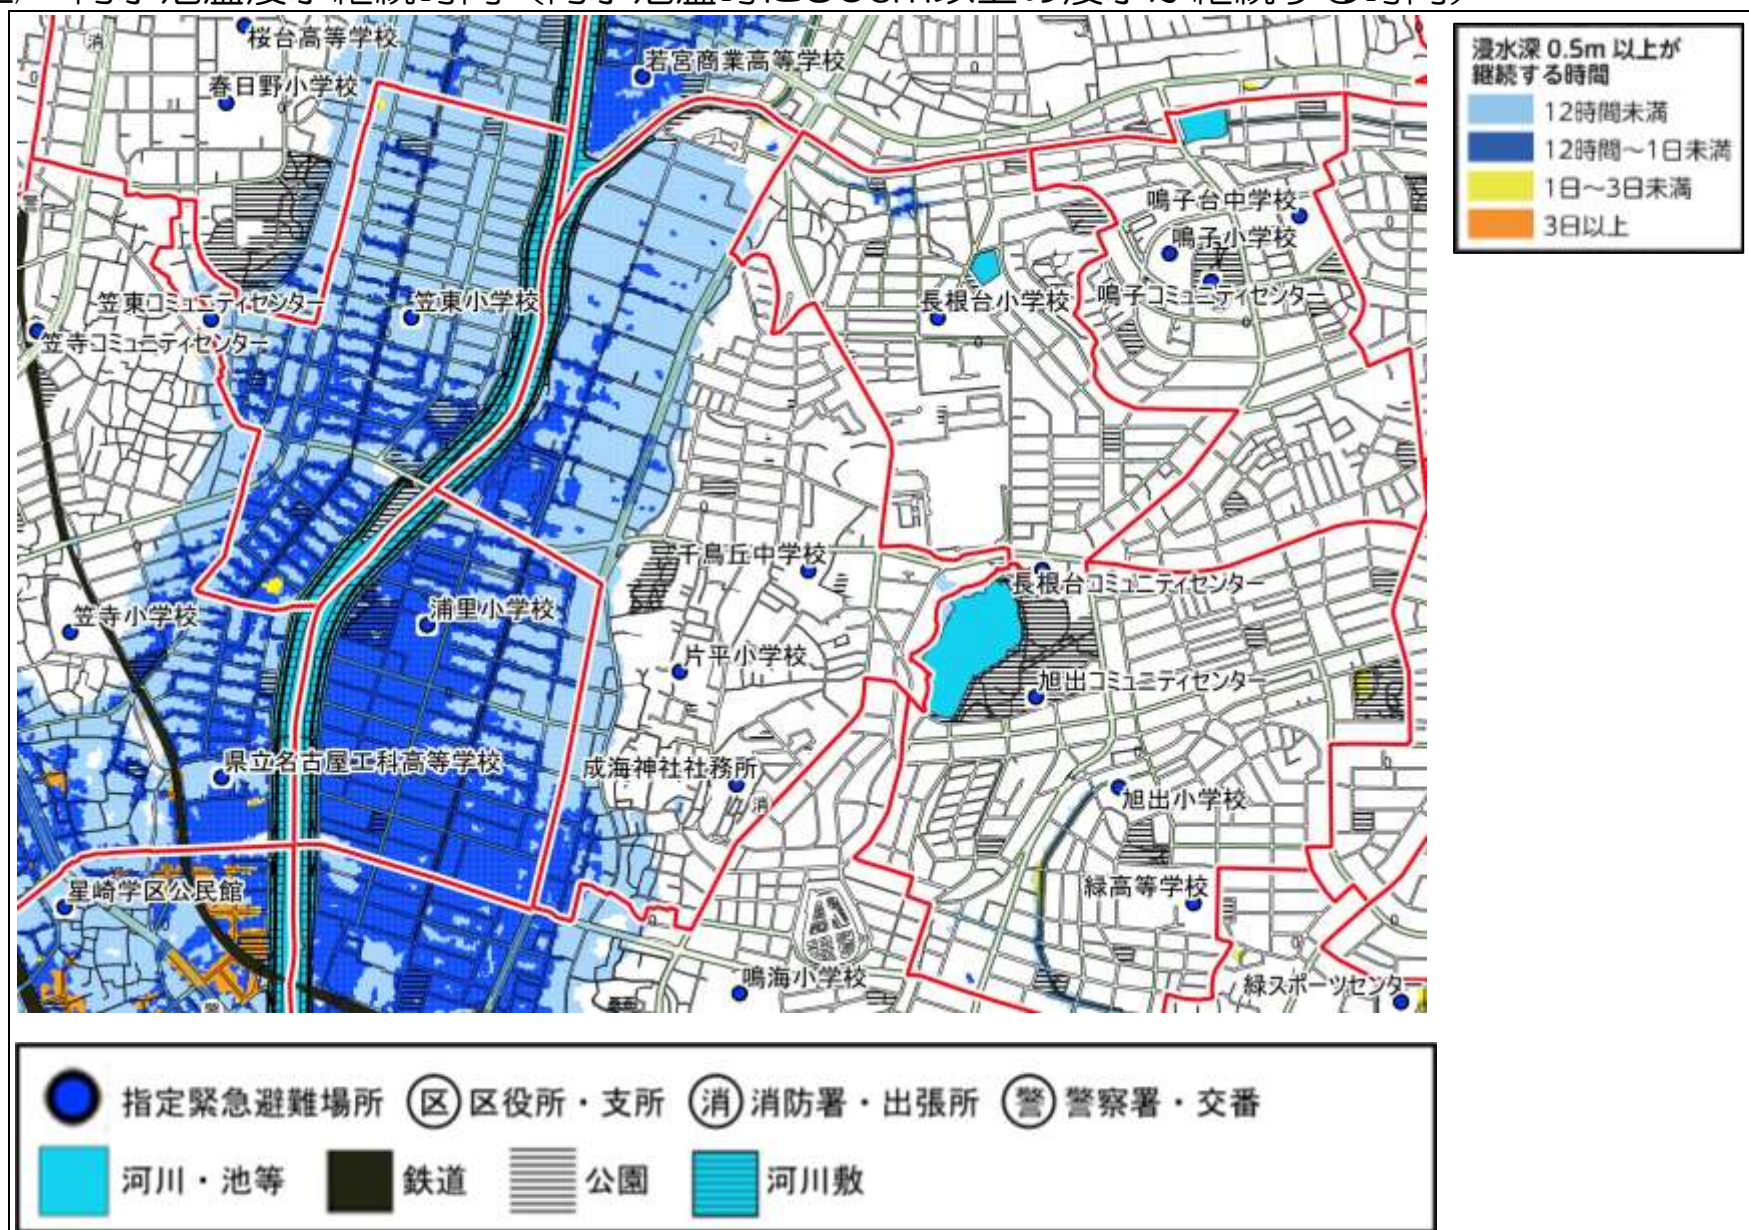 桜台高等学校
若宮商業高等学校
春日野小学校
鳴子台中学校
鳴子小学校
笠東コミュニティセンター
笠東小学校
長根台小学校
鳴子コミュニティセンター
笠寺コミュニティセンター
千鳥丘中学校
長根台コミュニティセンター
笠寺小学校
浦里小学校
片平小学校
旭出コミュニティセンター
県立名古屋工科高等学校
成海神社社務所
消
旭出小学校
星崎学区公民館
緑高等学校
鳴海小学校
緑スポーツセンター
浸水深 0.5m 以上が
継続する時間
12時間未満
12時間～1日未満
1日～3日未満
3日以上
指定緊急避難場所 区 区役所・支所 消 消防署・出張所 警 警察署・交番
河川・池等 鉄道 公園 河川敷